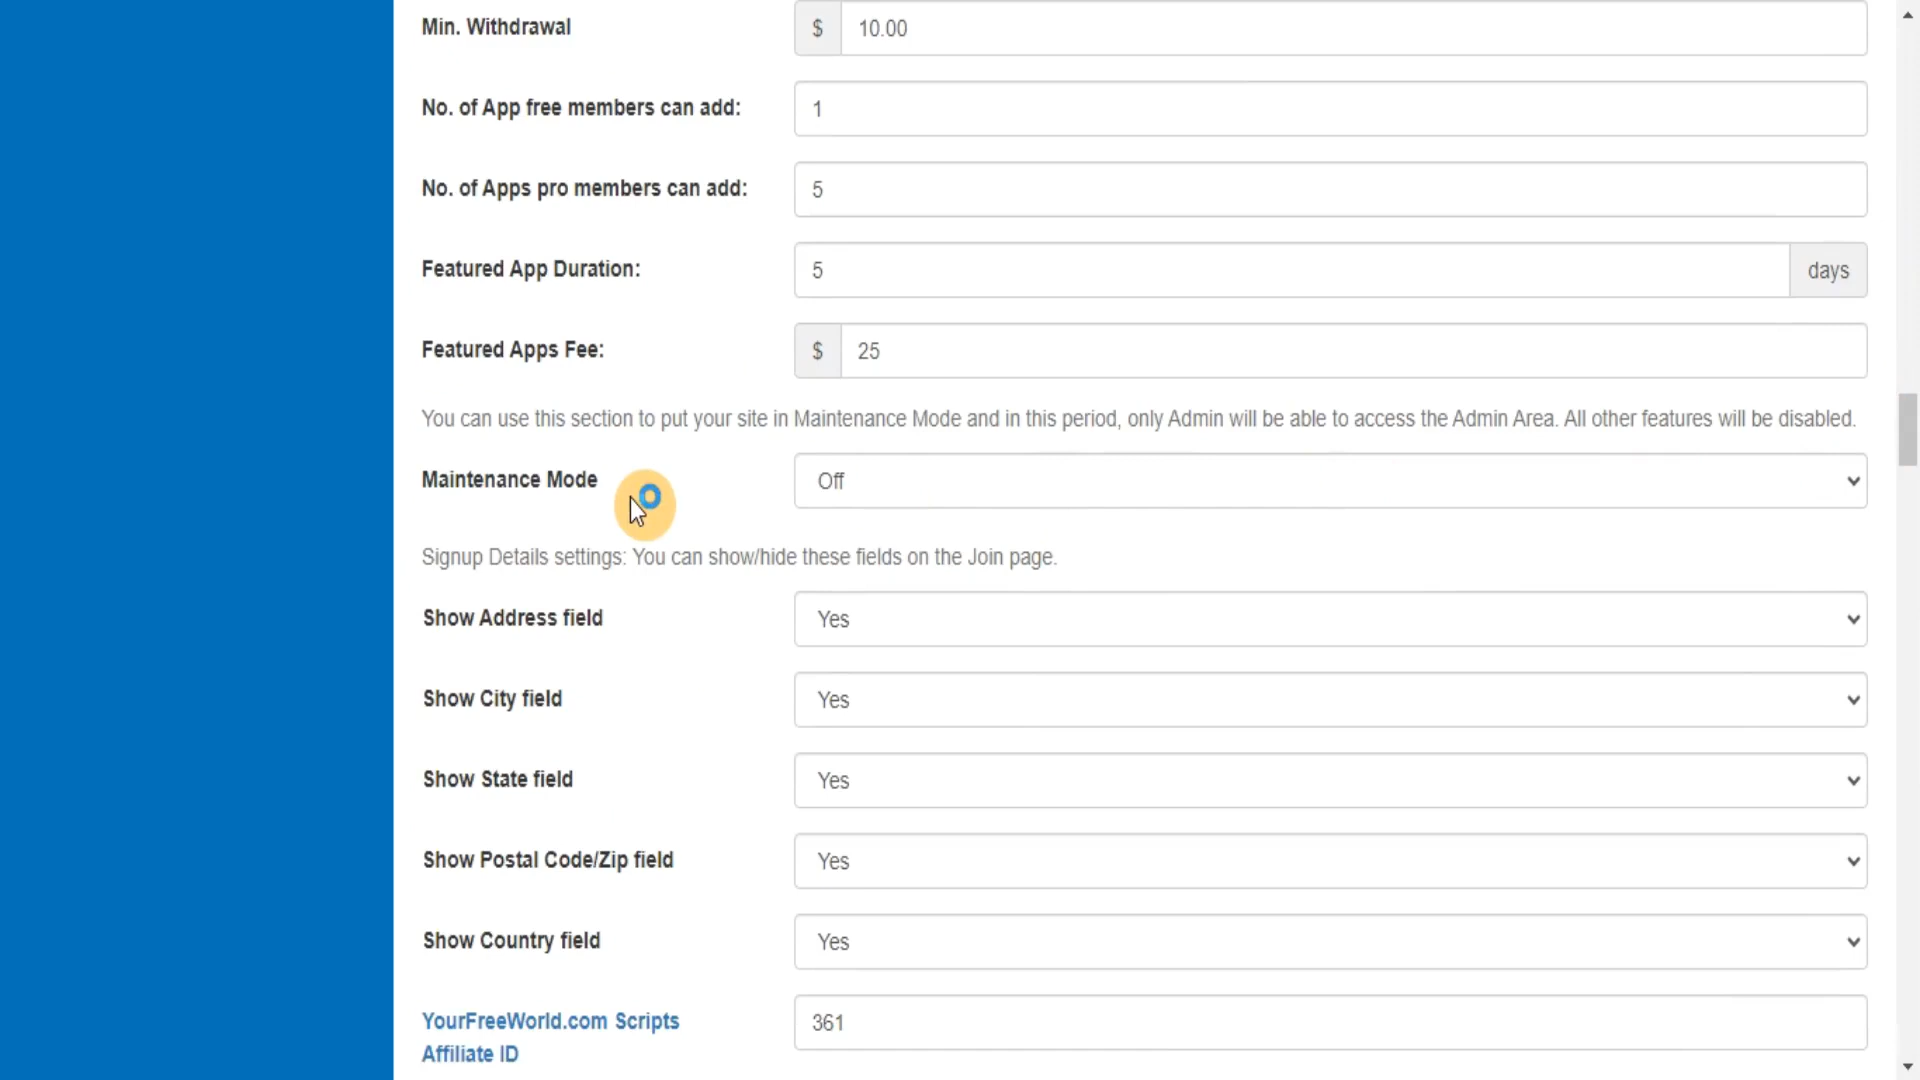 Min. Withdrawal
$ 10.00
No. of App free members can add:
1
No. of Apps pro members can add:
5
Featured App Duration:
5 days
Featured Apps Fee:
$ 25
You can use this section to put your site in Maintenance Mode and in this period, only Admin will be able to access the Admin Area. All other features will be disabled.
Maintenance Mode
Off
Signup Details settings: You can show/hide these fields on the Join page.
Show Address field
Yes
Show City field
Yes
Show State field
Yes
Show Postal Code/Zip field
Yes
Show Country field
Yes
YourFreeWorld.com Scripts
Affiliate ID
361